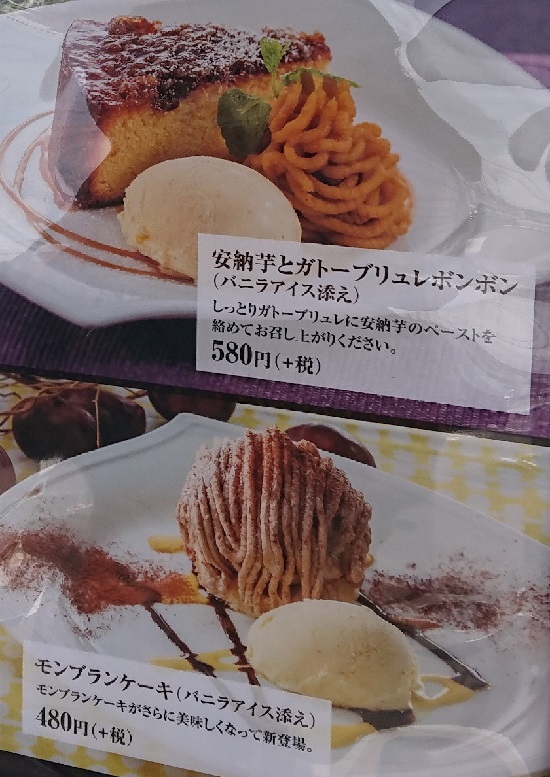 安納芋とガトーブリュレボンボン
（バニラアイス添え）
しっとりガトーブリュレに安納芋のペーストを
絡めてお召し上がりください。
580円（+税）
モンブランケーキ（バニラアイス添え）
モンブランケーキがさらに美味しくなって新登場。
480円（+税）